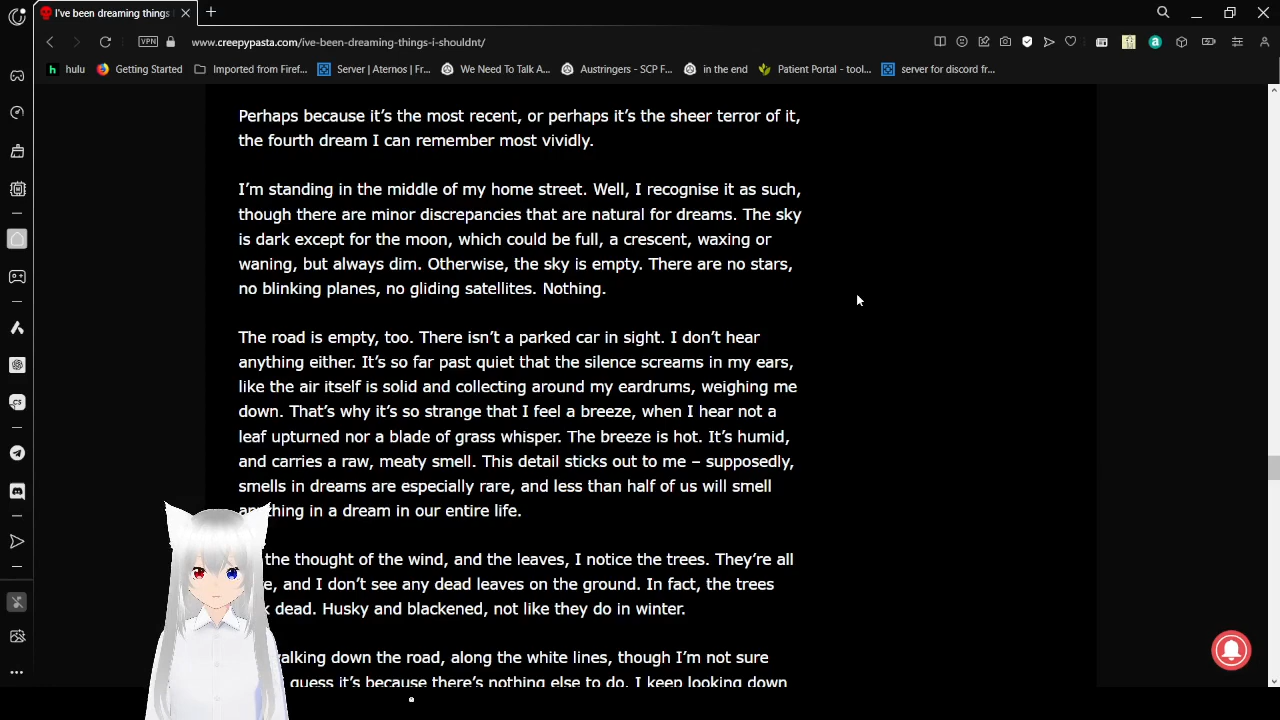 I've been dreaming things
VPN
www.creepypasta.com/ive-been-dreaming-things-i-shouldnt/
hulu
Getting Started
Imported from Firef...
Server | Aternos | Fr...
We Need To Talk A...
Austringers - SCP F...
in the end
Patient Portal - tool...
server for discord fr...
Perhaps because it’s the most recent, or perhaps it’s the sheer terror of it,
the fourth dream I can remember most vividly.
I’m standing in the middle of my home street. Well, I recognise it as such,
though there are minor discrepancies that are natural for dreams. The sky
is dark except for the moon, which could be full, a crescent, waxing or
waning, but always dim. Otherwise, the sky is empty. There are no stars,
no blinking planes, no gliding satellites. Nothing.
The road is empty, too. There isn’t a parked car in sight. I don’t hear
anything either. It’s so far past quiet that the silence screams in my ears,
like the air itself is solid and collecting around my eardrums, weighing me
down. That’s why it’s so strange that I feel a breeze, when I hear not a
leaf upturned nor a blade of grass whisper. The breeze is hot. It’s humid,
and carries a raw, meaty smell. This detail sticks out to me – supposedly,
smells in dreams are especially rare, and less than half of us will smell
anything in a dream in our entire life.
the thought of the wind, and the leaves, I notice the trees. They’re all
and I don’t see any dead leaves on the ground. In fact, the trees
dead. Husky and blackened, not like they do in winter.
walking down the road, along the white lines, though I’m not sure
guess it’s because there’s nothing else to do. I keep looking down